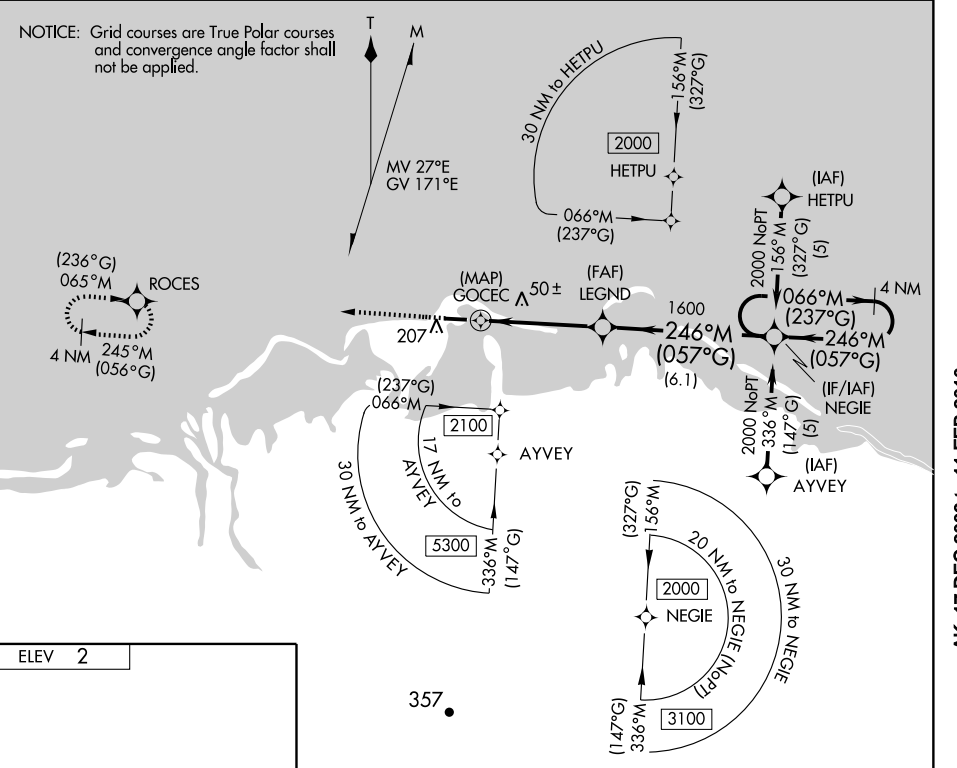 NOTICE: Grid courses are True Polar courses
and convergence angle factor shall
not be applied.
T
M
MV 27°E
GV 171°E
30 NM to HETPU
156°M
(327°G)
2000
HETPU
066°M
(237°G)
(IAF)
HETPU
2000 NoPT
156°M
(327°G)
(5)
(236°G)
065°M
ROCES
4 NM
245°M
(056°G)
(MAP)
GOCEC
50±
207
(FAF)
LEGND
1600
246°M
(057°G)
(6.1)
066°M
(237°G)
4 NM
246°M
(057°G)
(IF/IAF)
NEGIE
2000 NoPT
336°M
(147°G)
(5)
(IAF)
AYVEY
(237°G)
066°M
2100
AYVEY
17 NM to
AYVEY
30 NM to AYVEY
5300
336°M
(147°G)
(327°G)
156°M
20 NM to NEGIE (NoPT)
30 NM to NEGIE
2000
NEGIE
3100
(147°G)
336°M
ELEV 2
357